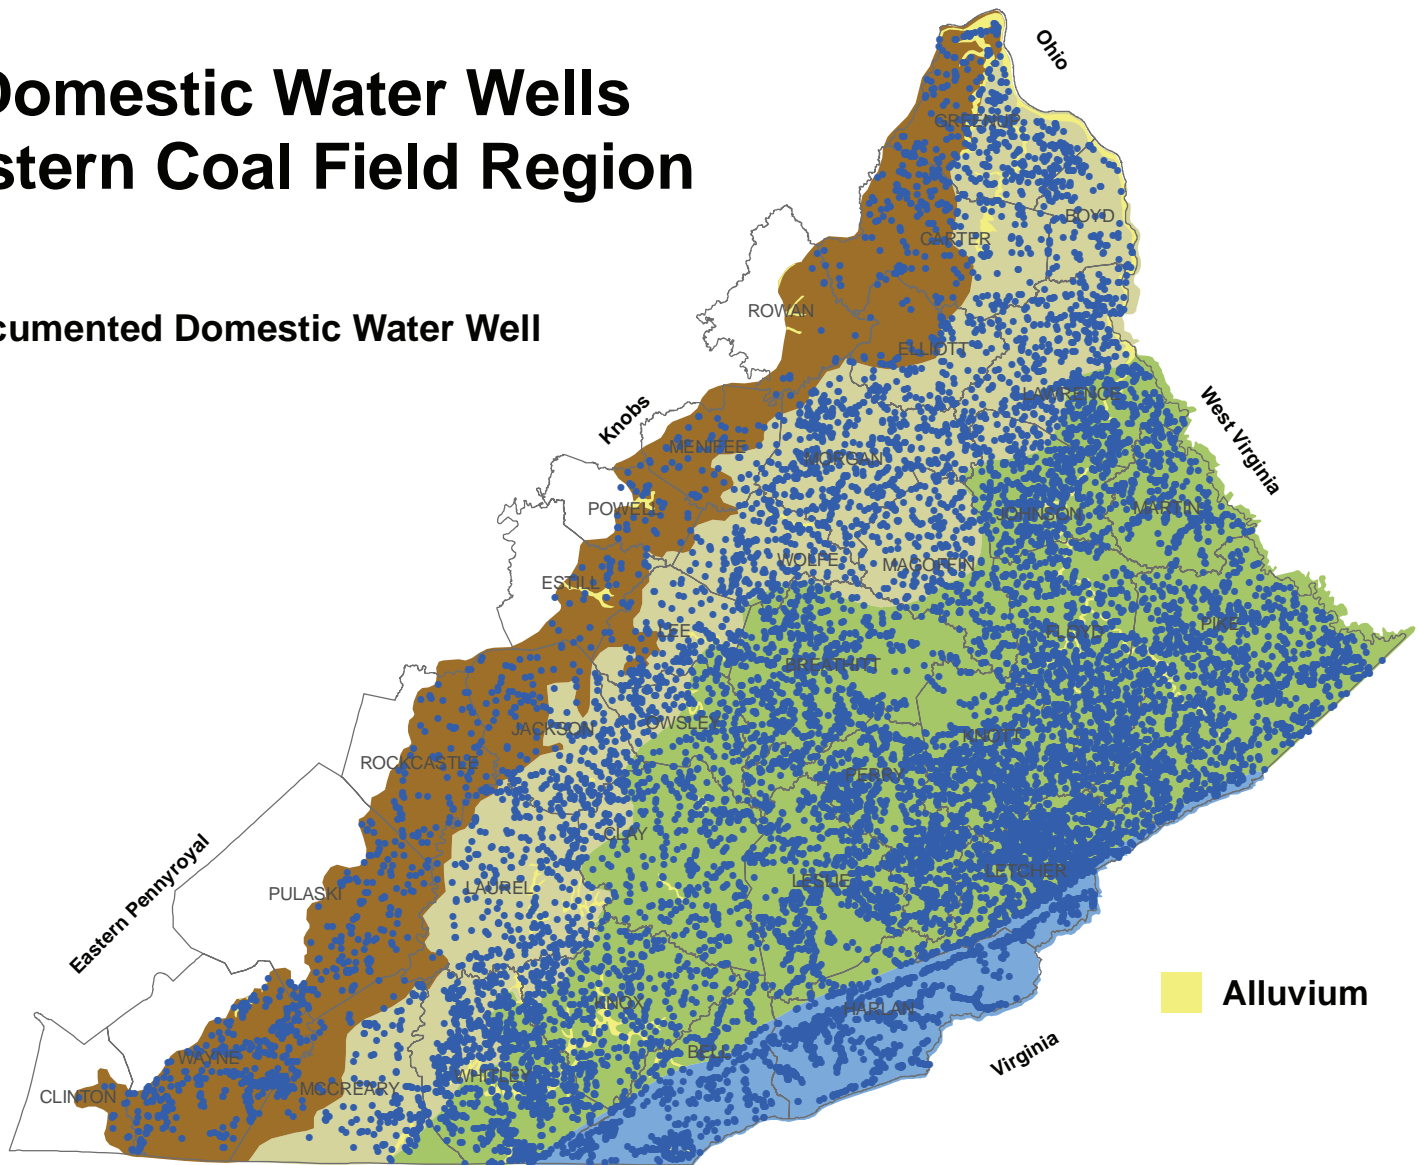 Domestic Water Wells
stern Coal Field Region
cumented Domestic Water Well
Ohio
GREENUP
BOYD
CARTER
ROWAN
ELLIOTT
LAWRENCE
West Virginia
Knobs
MENIFEE
MORGAN
POWELL
JOHNSON
MARTIN
WOLFE
MAGOFFIN
ESTILL
LEE
FLOYD
PIKE
BREATHITT
OWSLEY
JACKSON
KNOTT
ROCKCASTLE
PERRY
CLAY
Eastern Pennyroyal
PULASKI
LAUREL
LESLIE
LETCHER
Alluvium
KNOX
HARLAN
Virginia
BELL
WAYNE
WHITLEY
MCCREARY
CLINTON